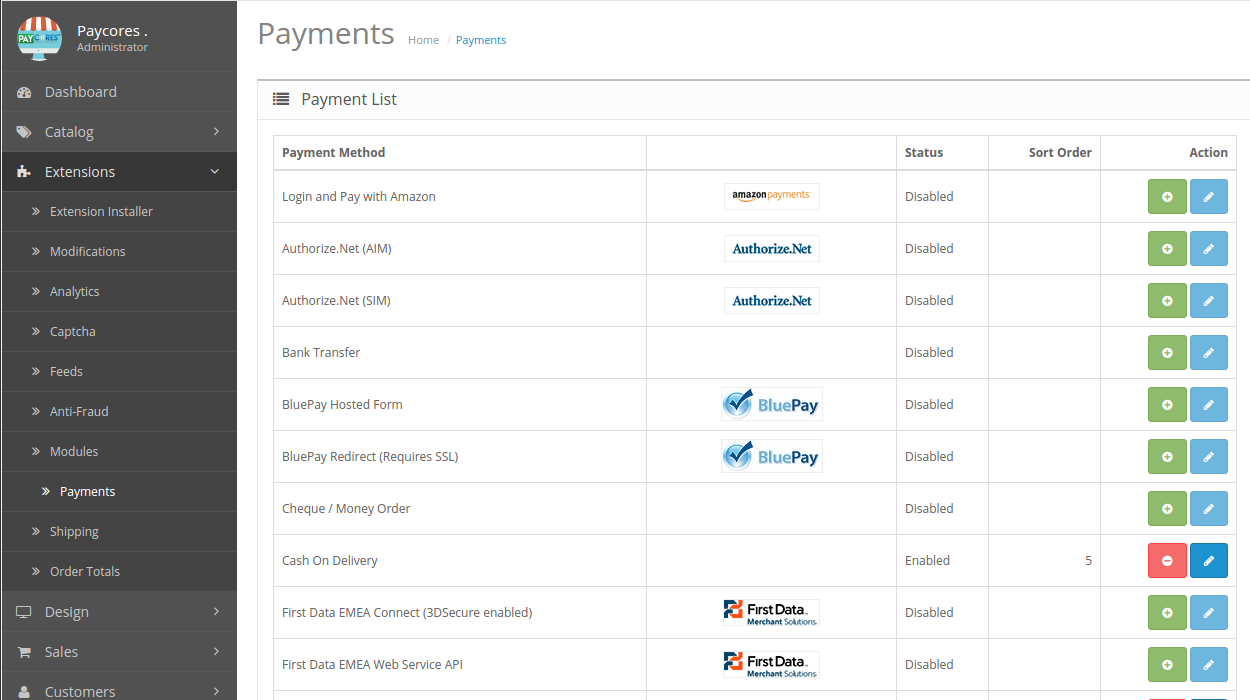 PAYCORES
Paycores .
Administrator
Dashboard
Catalog
Extensions
Extension Installer
Modifications
Analytics
Captcha
Feeds
Anti-Fraud
Modules
Payments
Shipping
Order Totals
Design
Sales
Customers
Payments Home / Payments
Payment List
Payment Method Status Sort Order Action
Login and Pay with Amazon amazonpayments Disabled
Authorize.Net (AIM) Authorize.Net Disabled
Authorize.Net (SIM) Authorize.Net Disabled
Bank Transfer Disabled
BluePay Hosted Form BluePay Disabled
BluePay Redirect (Requires SSL) BluePay Disabled
Cheque / Money Order Disabled
Cash On Delivery Enabled 5
First Data EMEA Connect (3DSecure enabled) First Data Disabled
Merchant Solutions
First Data EMEA Web Service API First Data Disabled
Merchant Solutions